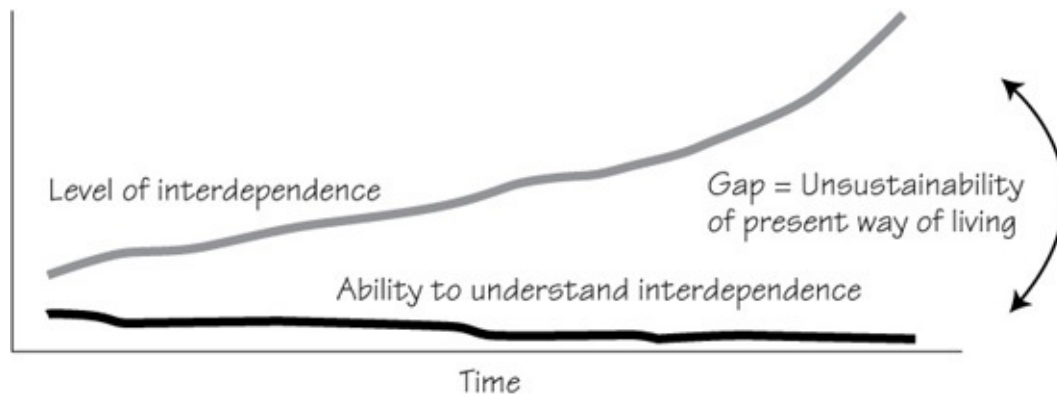 Level of interdependence
Gap = Unsustainability
of present way of living
Ability to understand interdependence
Time